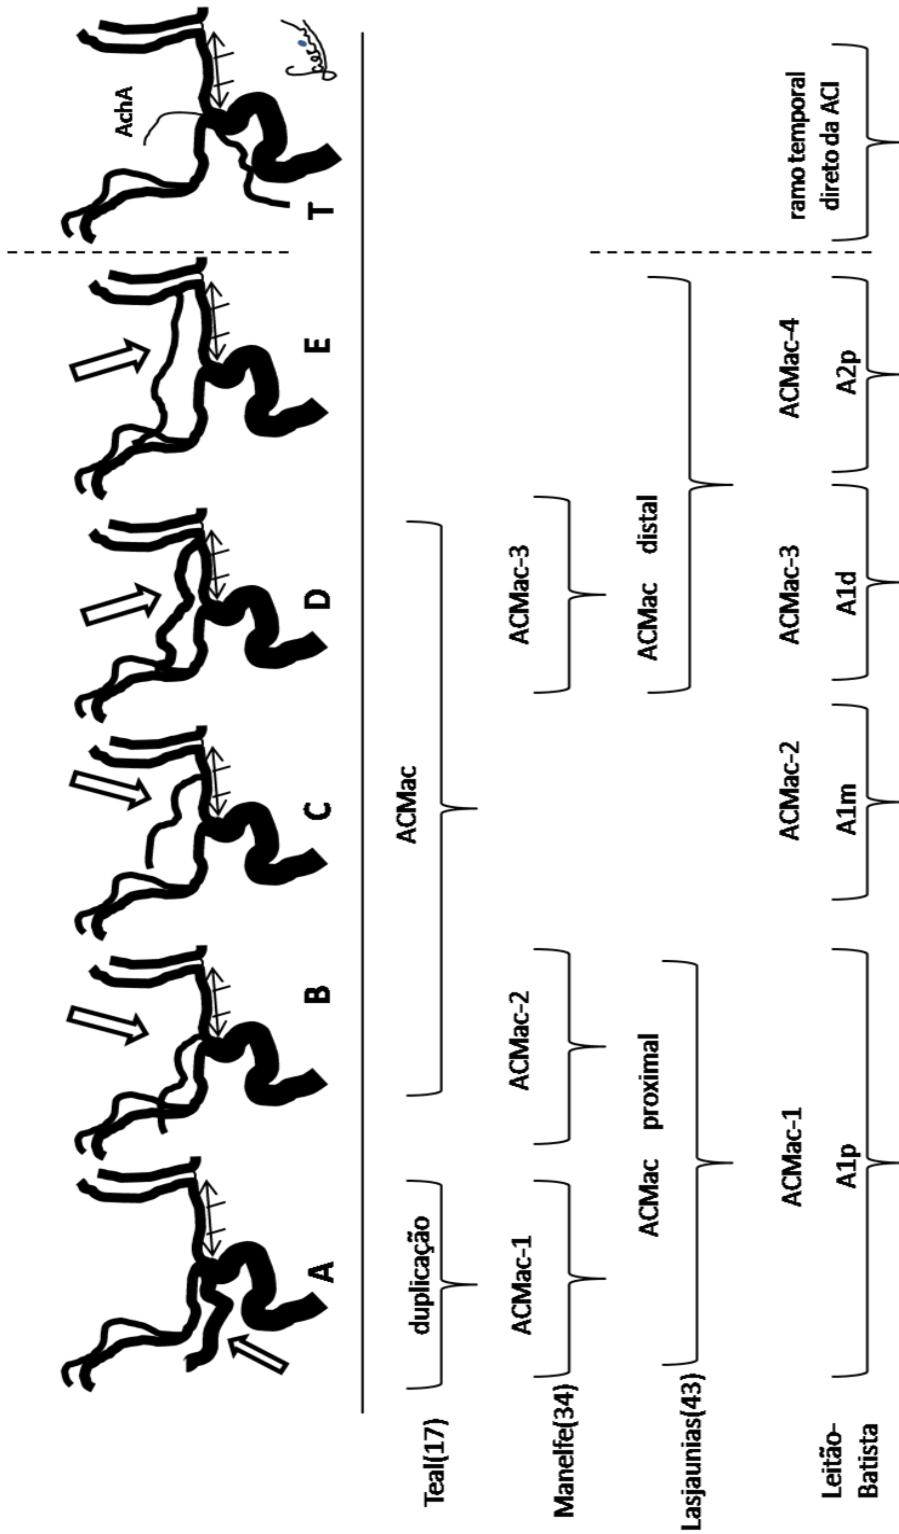 AchA
A
B
C
D
E
T
Teal(17)
duplicação
ACMac
Manelfe(34)
ACMac-1
ACMac-2
ACMac-3
Lasjaunias(43)
ACMac proximal
ACMac distal
Leitão-
Batista
ACMac-1
A1p
ACMac-2
A1m
ACMac-3
A1d
ACMac-4
A2p
ramo temporal
direto da ACI